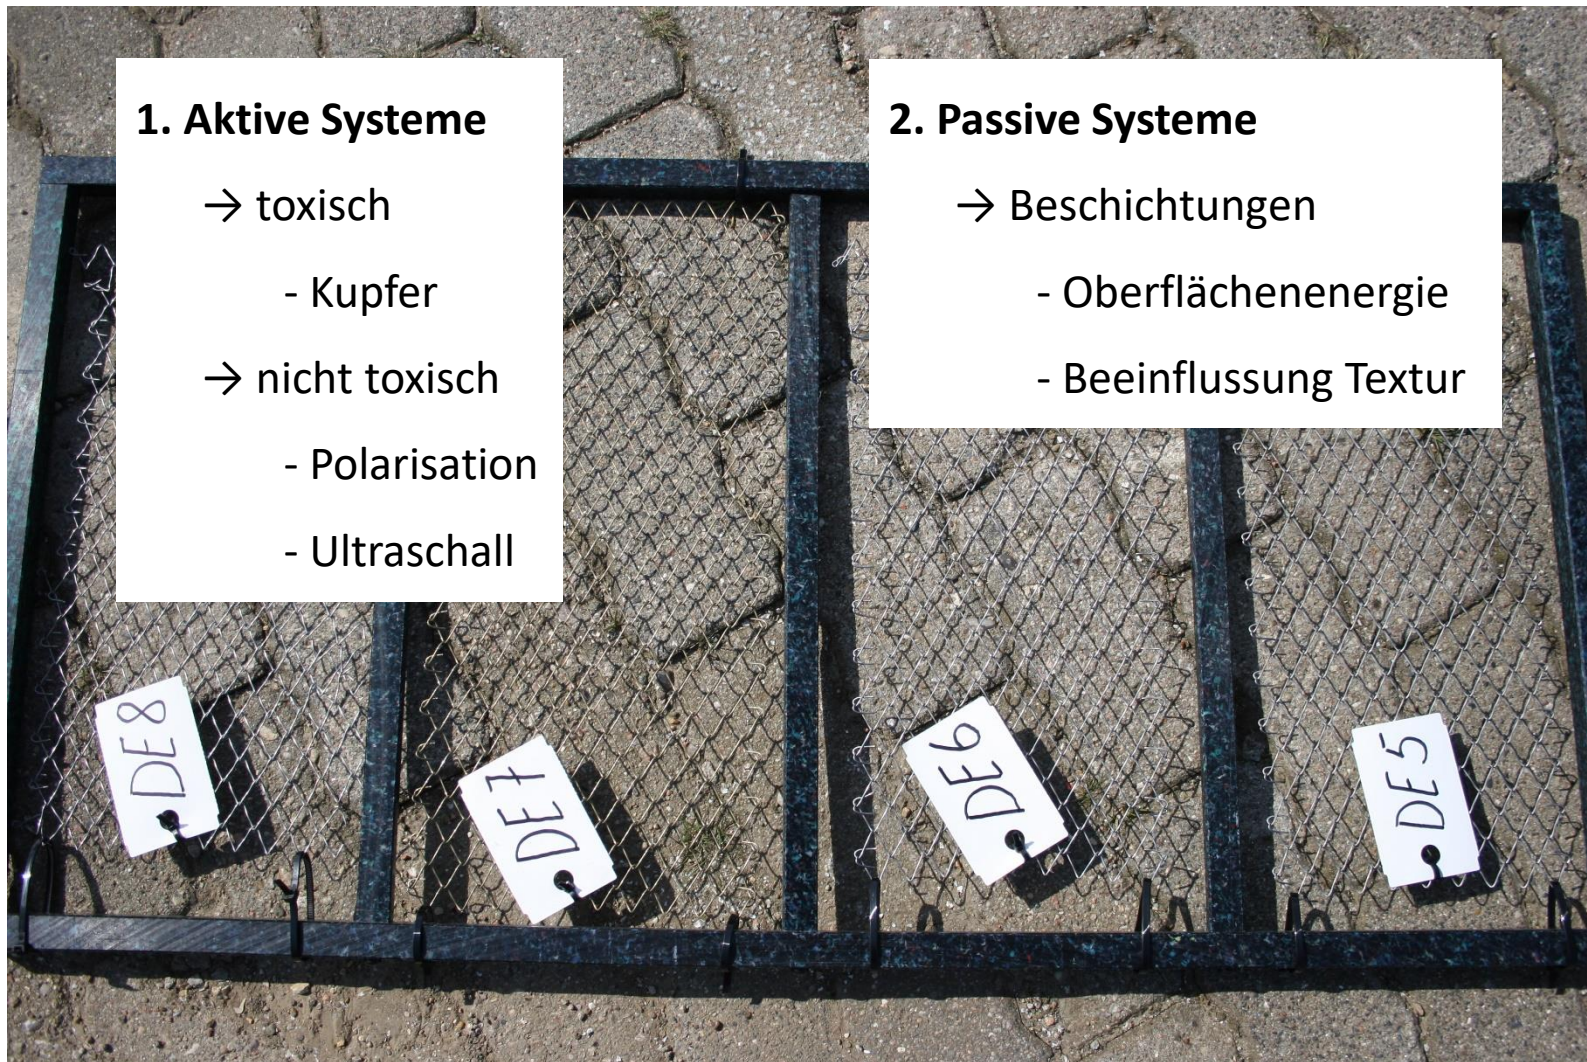 1. Aktive Systeme
→ toxisch
- Kupfer
→ nicht toxisch
- Polarisation
- Ultraschall
2. Passive Systeme
→ Beschichtungen
- Oberflächenenergie
- Beeinflussung Textur
DE8
DE7
DE6
DE5